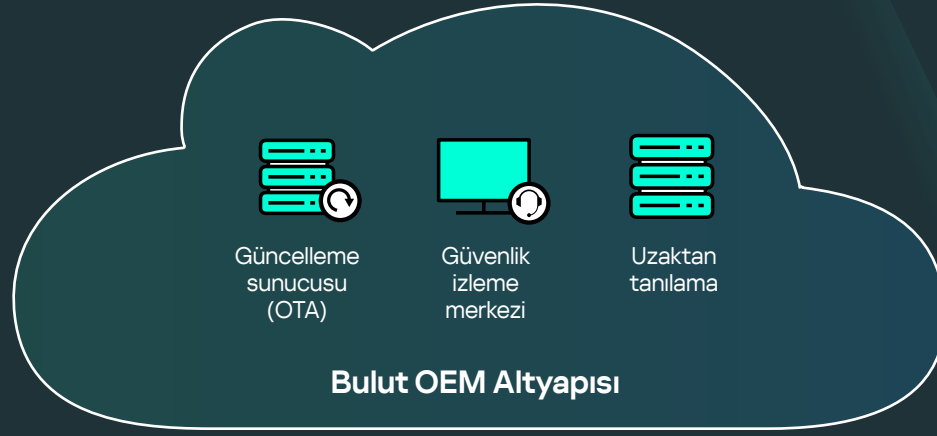 Güncelleme
sunucusu
(OTA)
Güvenlik
izleme
merkezi
Uzaktan
tanılama
Bulut OEM Altyapısı